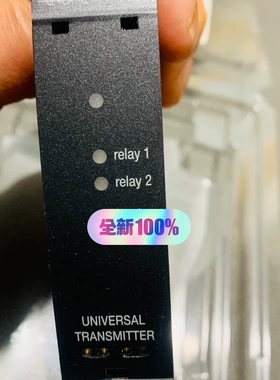 relay 1
relay 2
全新100%
UNIVERSAL
TRANSMITTER